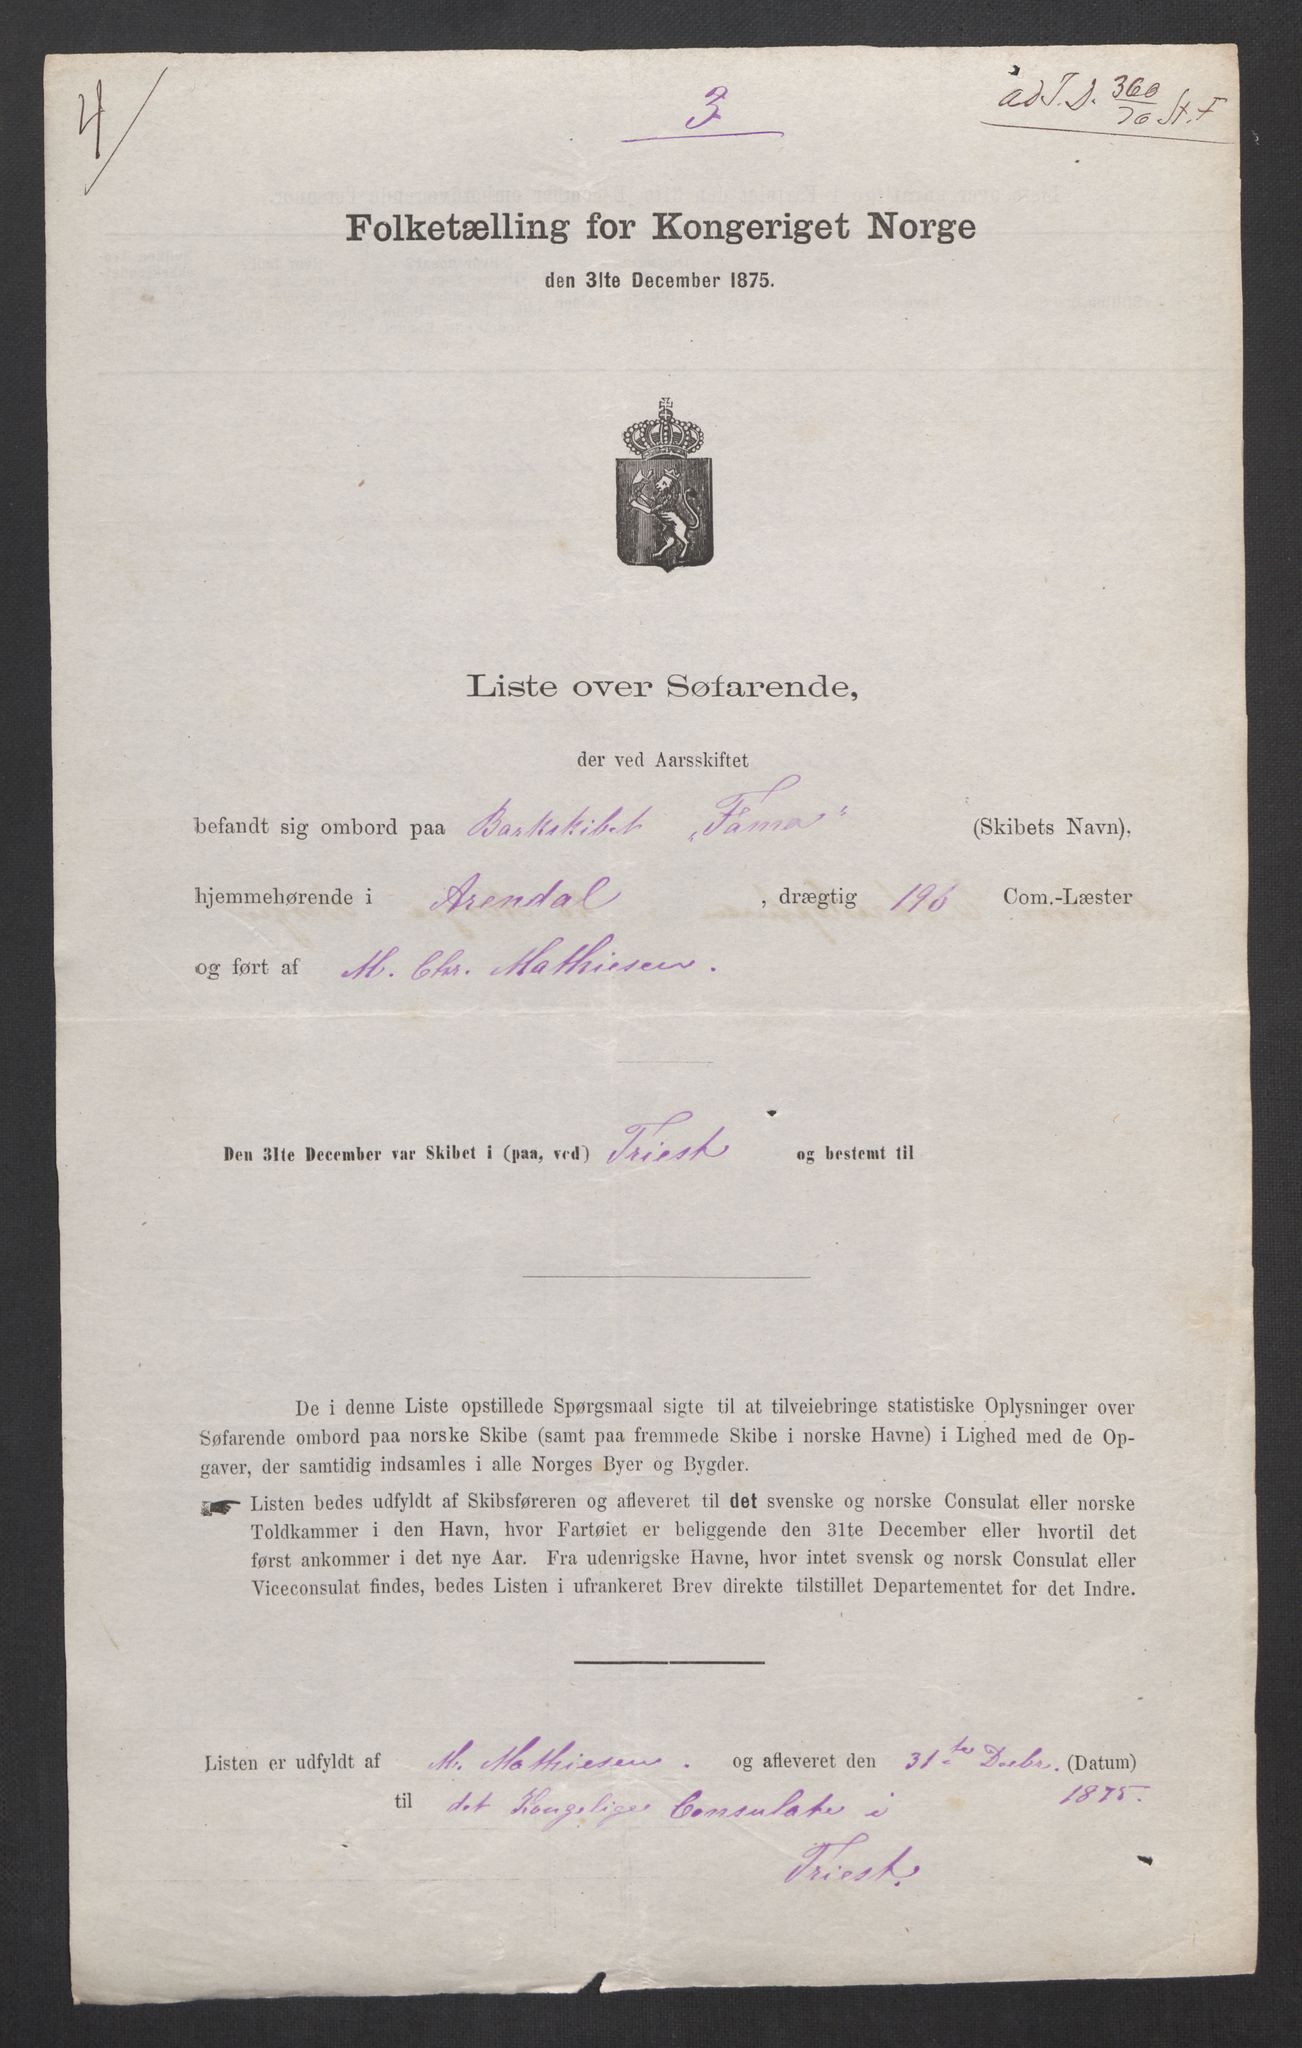 4/
3
ad I. D. 360/76 St. F
Folketælling for Kongeriget Norge
den 31te December 1875.
Liste over Søfarende,
der ved Aarsskiftet
befandt sig ombord paa Barkskibet „Fama“ (Skibets Navn),
hjemmehørende i Arendal , drægtig 196 Com.-Læster
og ført af M. Chr. Mathiesen.
Den 31te December var Skibet i (paa, ved) Triest og bestemt til
De i denne Liste opstillede Spørgsmaal sigte til at tilveiebringe statistiske Oplysninger over
Søfarende ombord paa norske Skibe (samt paa fremmede Skibe i norske Havne) i Lighed med de Op-
gaver, der samtidig indsamles i alle Norges Byer og Bygder.
Listen bedes udfyldt af Skibsføreren og afleveret til det svenske og norske Consulat eller norske
Toldkammer i den Havn, hvor Fartøiet er beliggende den 31te December eller hvortil det
først ankommer i det nye Aar. Fra udenrigske Havne, hvor intet svensk og norsk Consulat eller
Viceconsulat findes, bedes Listen i ufrankeret Brev direkte tilstillet Departementet for det Indre.
Listen er udfyldt af M. Mathiesen. og afleveret den 31te Decbr. (Datum)
til det Kongelige Consulate i 1875.
Triest.